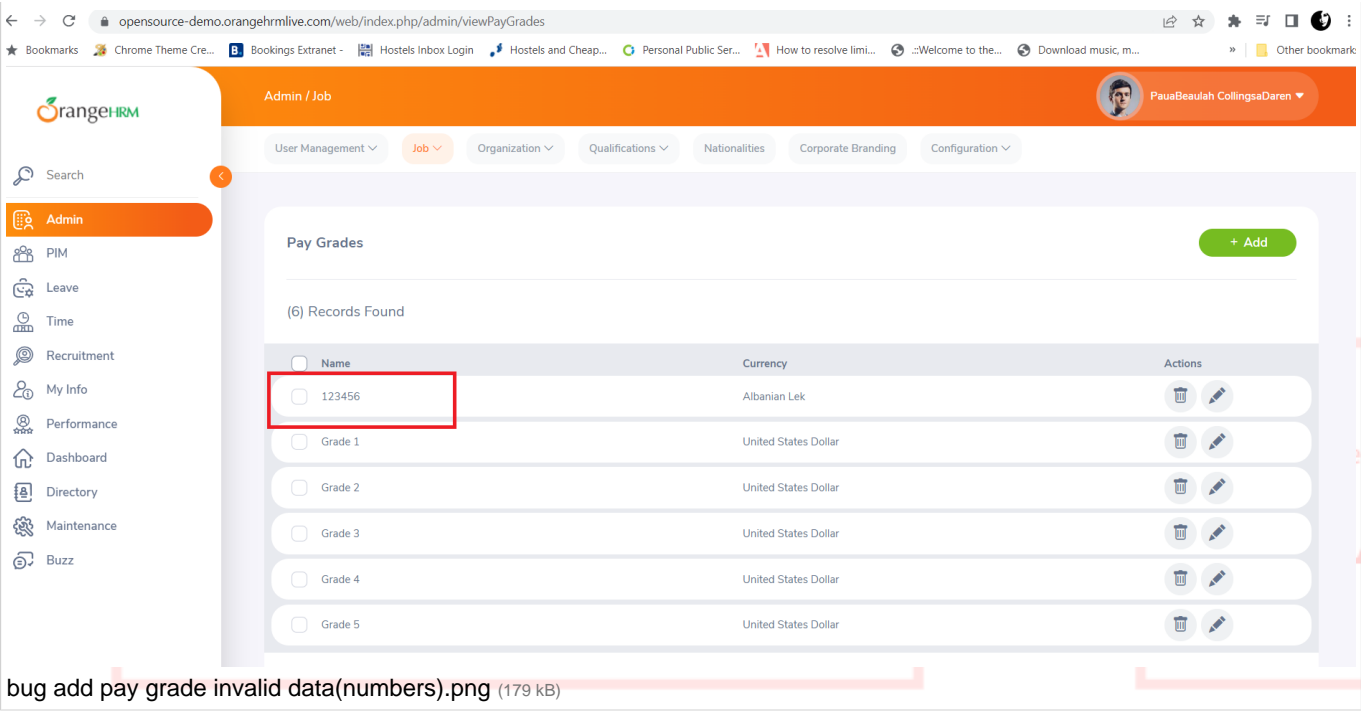 opensource-demo.orangehrmlive.com/web/index.php/admin/viewPayGrades
Bookmarks Chrome Theme Cre... B. Bookings Extranet - Hostels Inbox Login Hostels and Cheap... Personal Public Ser... How to resolve limi... .::Welcome to the... Download music, m... » Other bookmark
OrangeHRM
Admin / Job
PauaBeaulah CollingsaDaren
User Management Job Organization Qualifications Nationalities Corporate Branding Configuration
Search
Admin
PIM
Leave
Time
Recruitment
My Info
Performance
Dashboard
Directory
Maintenance
Buzz
Pay Grades
+ Add
(6) Records Found
Name Currency Actions
123456 Albanian Lek
Grade 1 United States Dollar
Grade 2 United States Dollar
Grade 3 United States Dollar
Grade 4 United States Dollar
Grade 5 United States Dollar
bug add pay grade invalid data(numbers).png (179 kB)